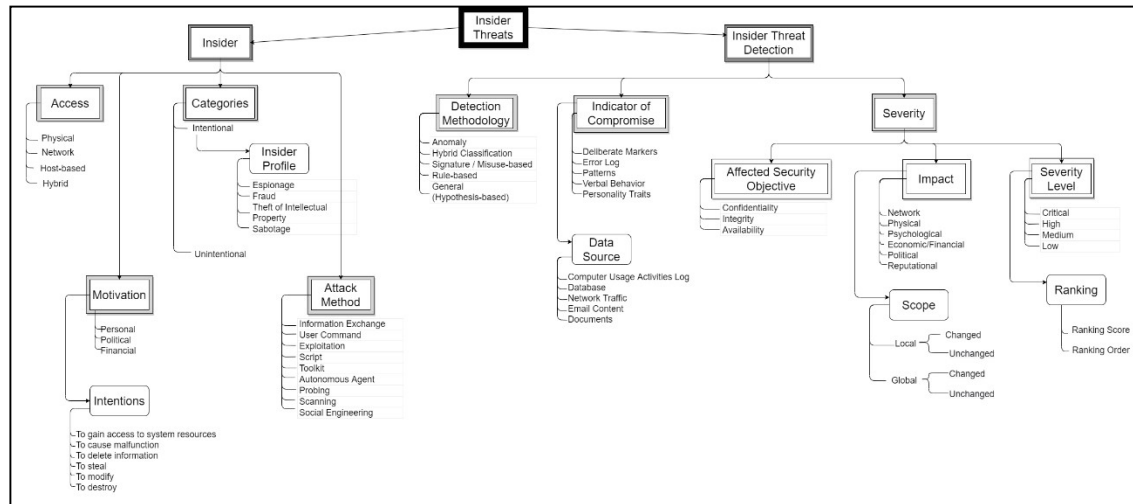 Insider
Threats
Insider
Insider Threat
Detection
Access
Physical
Network
Host-based
Hybrid
Categories
Intentional
Insider
Profile
Espionage
Fraud
Theft of Intellectual
Property
Sabotage
Unintentional
Motivation
Personal
Political
Financial
Intentions
To gain access to system resources
To cause malfunction
To delete information
To steal
To modify
To destroy
Attack
Method
Information Exchange
User Command
Exploitation
Script
Toolkit
Autonomous Agent
Probing
Scanning
Social Engineering
Detection
Methodology
Anomaly
Hybrid Classification
Signature / Misuse-based
Rule-based
General
(Hypothesis-based)
Indicator of
Compromise
Deliberate Markers
Error Log
Patterns
Verbal Behavior
Personality Traits
Data
Source
Computer Usage Activities Log
Database
Network Traffic
Email Content
Documents
Severity
Affected Security
Objective
Confidentiality
Integrity
Availability
Impact
Network
Physical
Psychological
Economic/Financial
Political
Reputational
Scope
Local
Changed
Unchanged
Global
Changed
Unchanged
Severity
Level
Critical
High
Medium
Low
Ranking
Ranking Score
Ranking Order